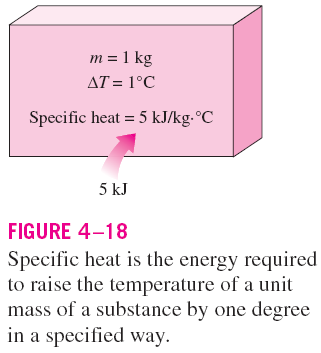 m = 1 kg
ΔT = 1°C
Specific heat = 5 kJ/kg·°C
5 kJ
FIGURE 4–18
Specific heat is the energy required
to raise the temperature of a unit
mass of a substance by one degree
in a specified way.